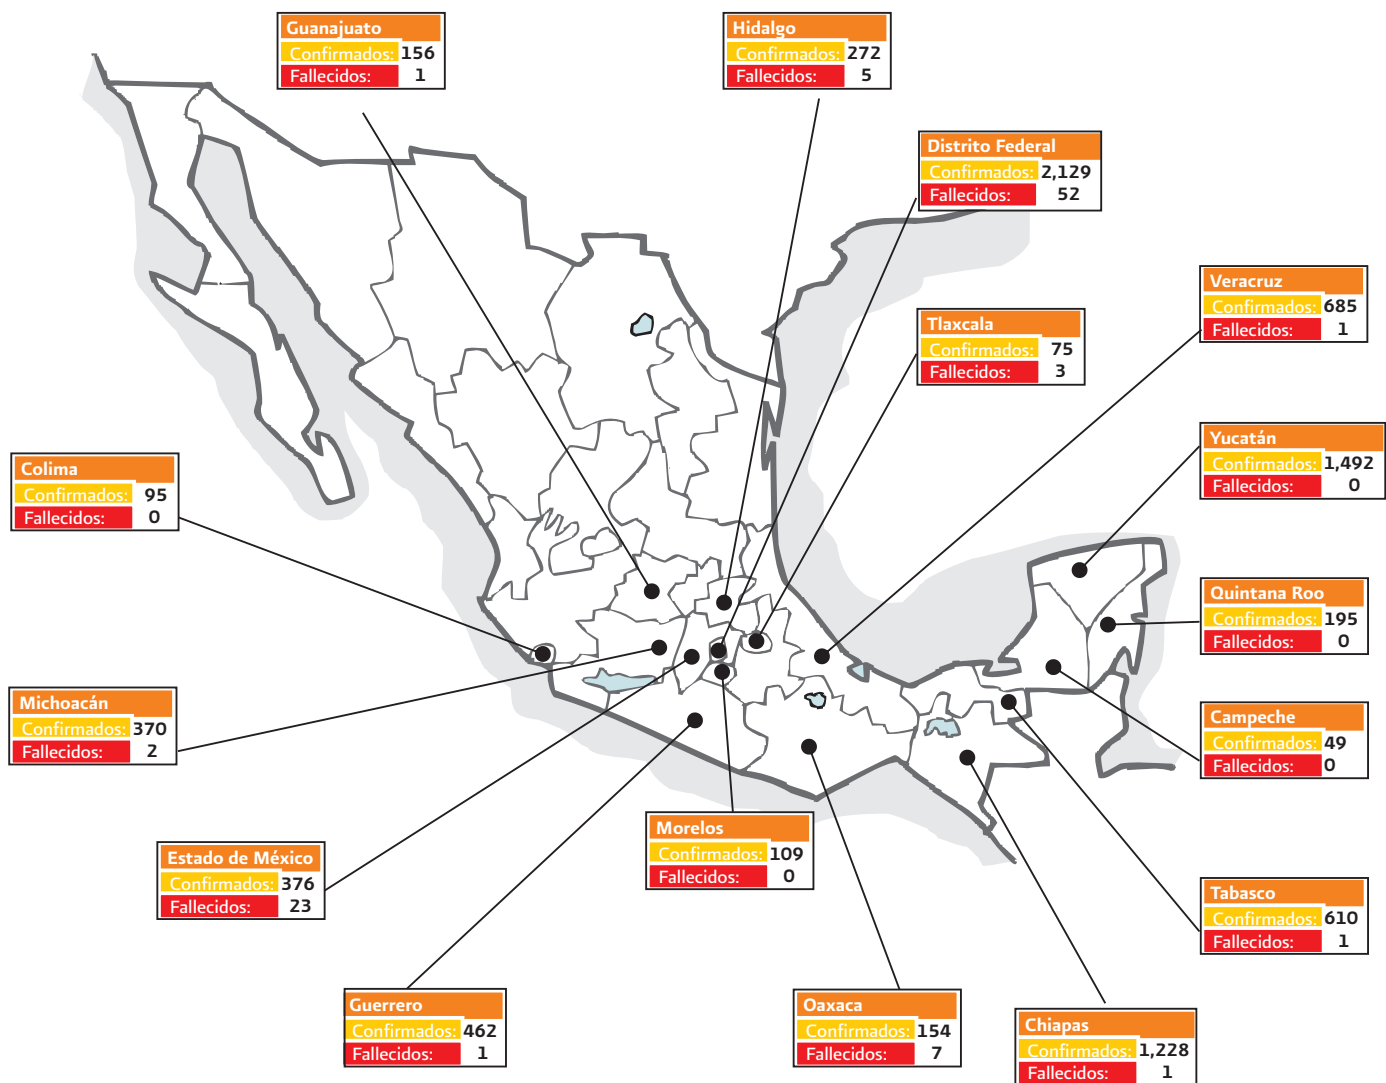 Guanajuato
Confirmados: 156
Fallecidos: 1
Hidalgo
Confirmados: 272
Fallecidos: 5
Distrito Federal
Confirmados: 2,129
Fallecidos: 52
Veracruz
Confirmados: 685
Fallecidos: 1
Tlaxcala
Confirmados: 75
Fallecidos: 3
Yucatán
Confirmados: 1,492
Fallecidos: 0
Colima
Confirmados: 95
Fallecidos: 0
Quintana Roo
Confirmados: 195
Fallecidos: 0
Michoacán
Confirmados: 370
Fallecidos: 2
Campeche
Confirmados: 49
Fallecidos: 0
Morelos
Confirmados: 109
Fallecidos: 0
Estado de México
Confirmados: 376
Fallecidos: 23
Tabasco
Confirmados: 610
Fallecidos: 1
Guerrero
Confirmados: 462
Fallecidos: 1
Oaxaca
Confirmados: 154
Fallecidos: 7
Chiapas
Confirmados: 1,228
Fallecidos: 1